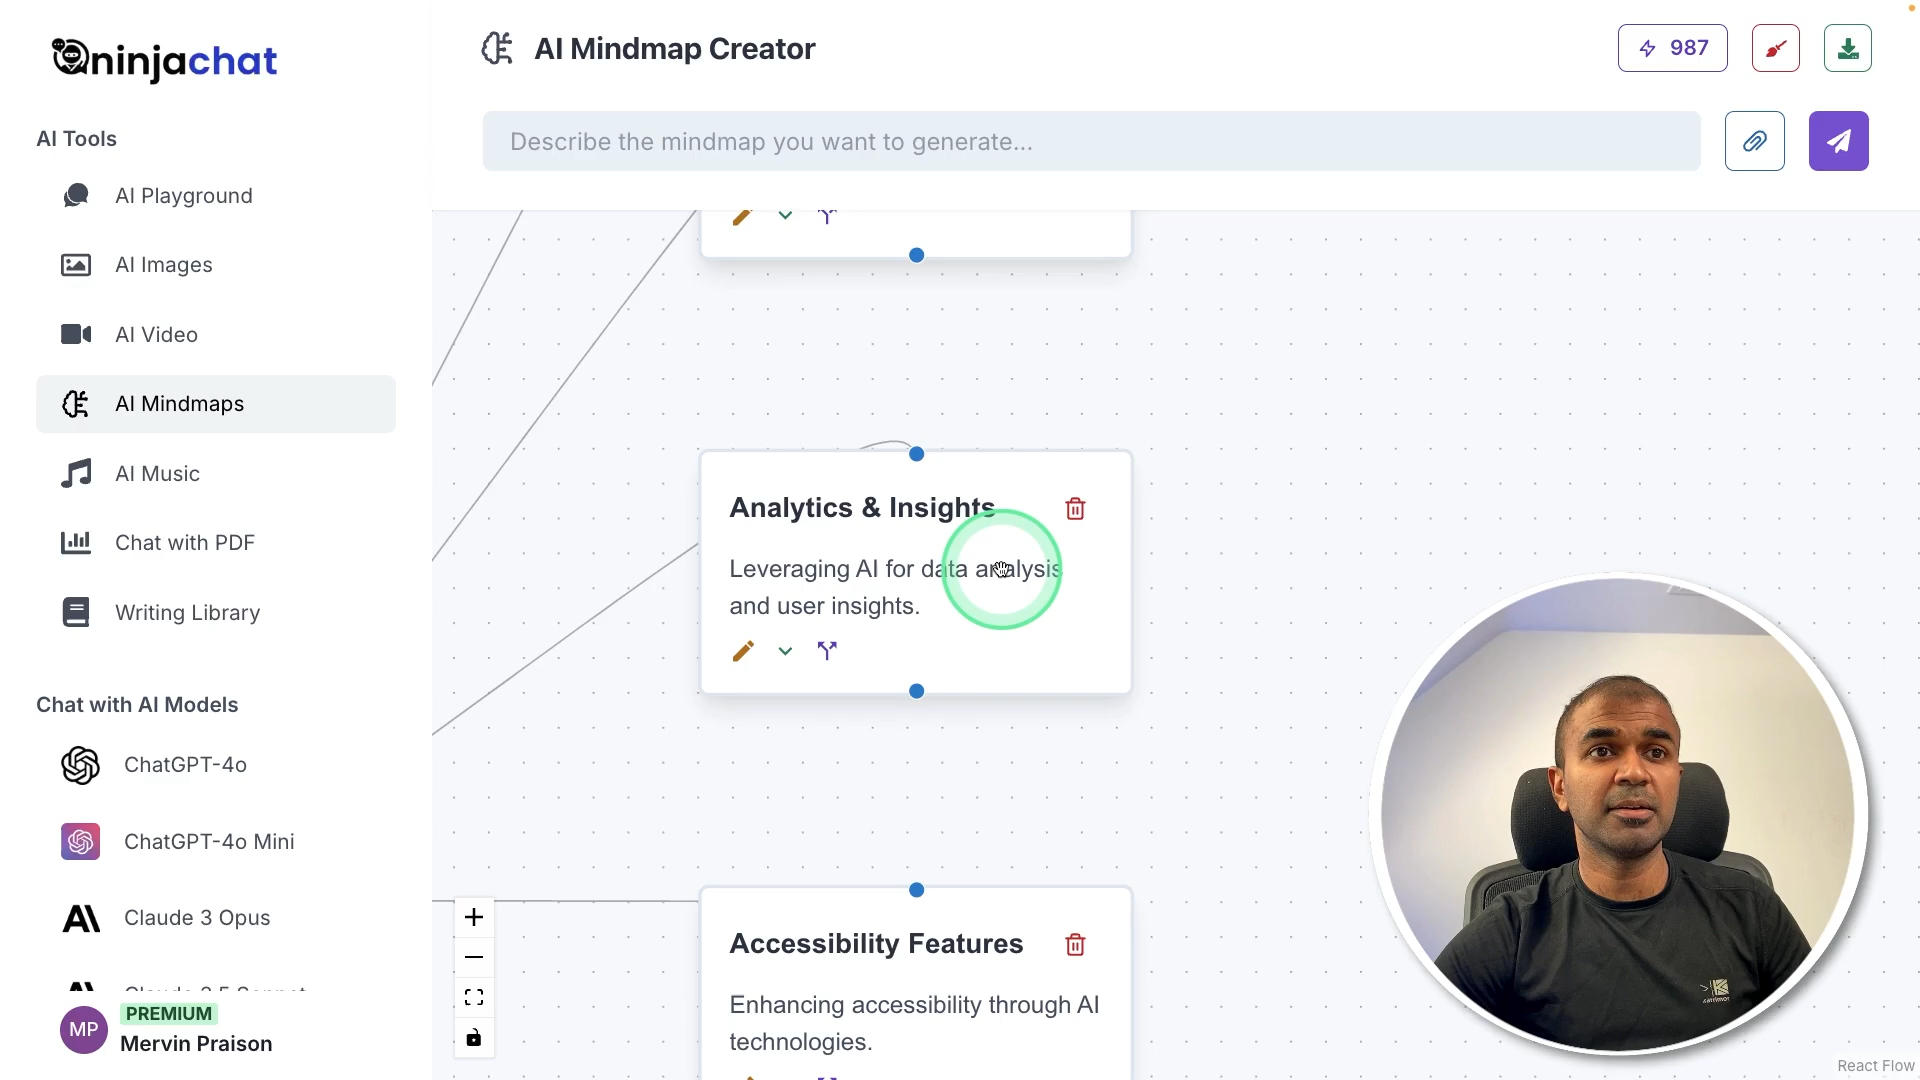 ninjachat
AI Mindmap Creator
987
Describe the mindmap you want to generate...
AI Tools
AI Playground
AI Images
AI Video
AI Mindmaps
AI Music
Chat with PDF
Writing Library
Chat with AI Models
ChatGPT-4o
ChatGPT-4o Mini
Claude 3 Opus
MP
PREMIUM
Mervin Praison
Analytics & Insights
Leveraging AI for data analysis
and user insights.
Accessibility Features
Enhancing accessibility through AI
technologies.
React Flow